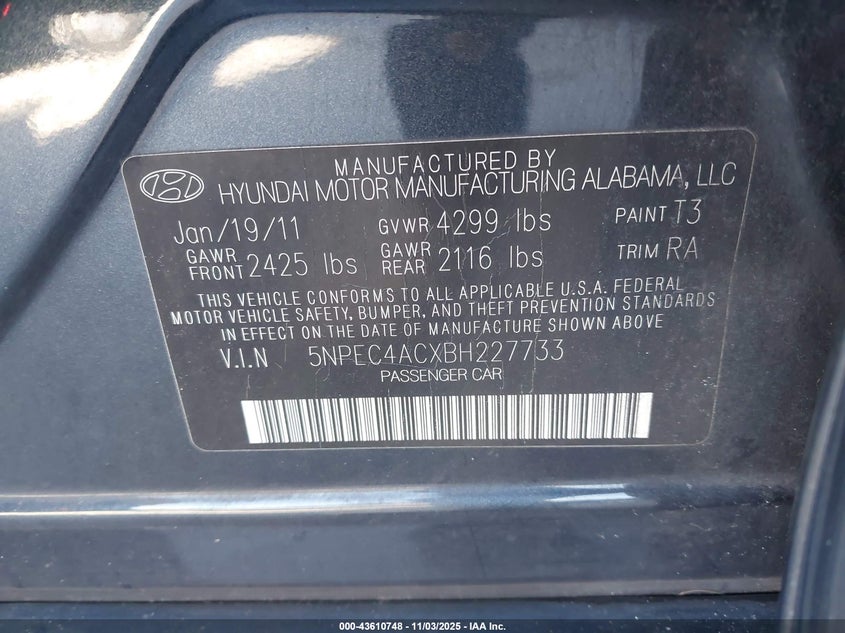 MANUFACTURED BY
HYUNDAI MOTOR MANUFACTURING ALABAMA, LLC
Jan/19/11 GVWR 4299 lbs PAINT T3
GAWR FRONT 2425 lbs GAWR REAR 2116 lbs TRIM RA
THIS VEHICLE CONFORMS TO ALL APPLICABLE U.S.A. FEDERAL
MOTOR VEHICLE SAFETY, BUMPER, AND THEFT PREVENTION STANDARDS
IN EFFECT ON THE DATE OF MANUFACTURE SHOWN ABOVE
V.I.N 5NPEC4ACXBH227733
PASSENGER CAR
000-43610748 - 11/03/2025 - IAA Inc.